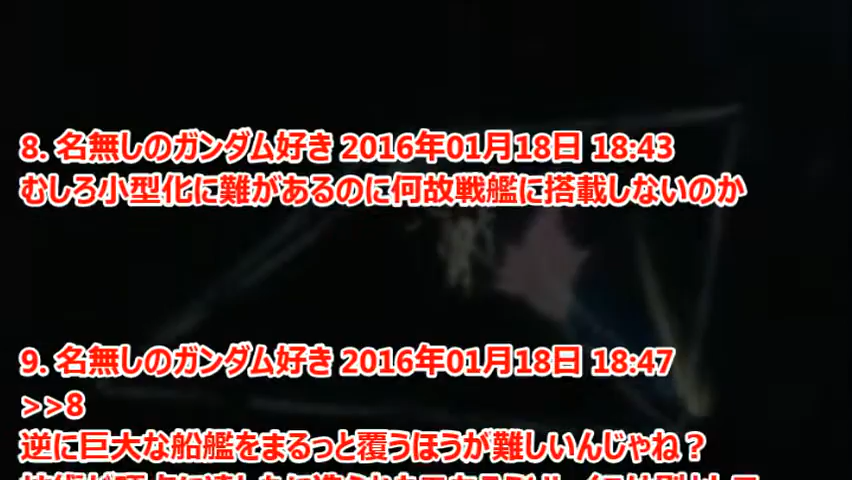 8. 名無しのガンダム好き 2016年01月18日 18:43
むしろ小型化に難があるのに何故戦艦に搭載しないのか
9. 名無しのガンダム好き 2016年01月18日 18:47
>>8
逆に巨大な船艦をまるっと覆うほうが難しいんじゃね？